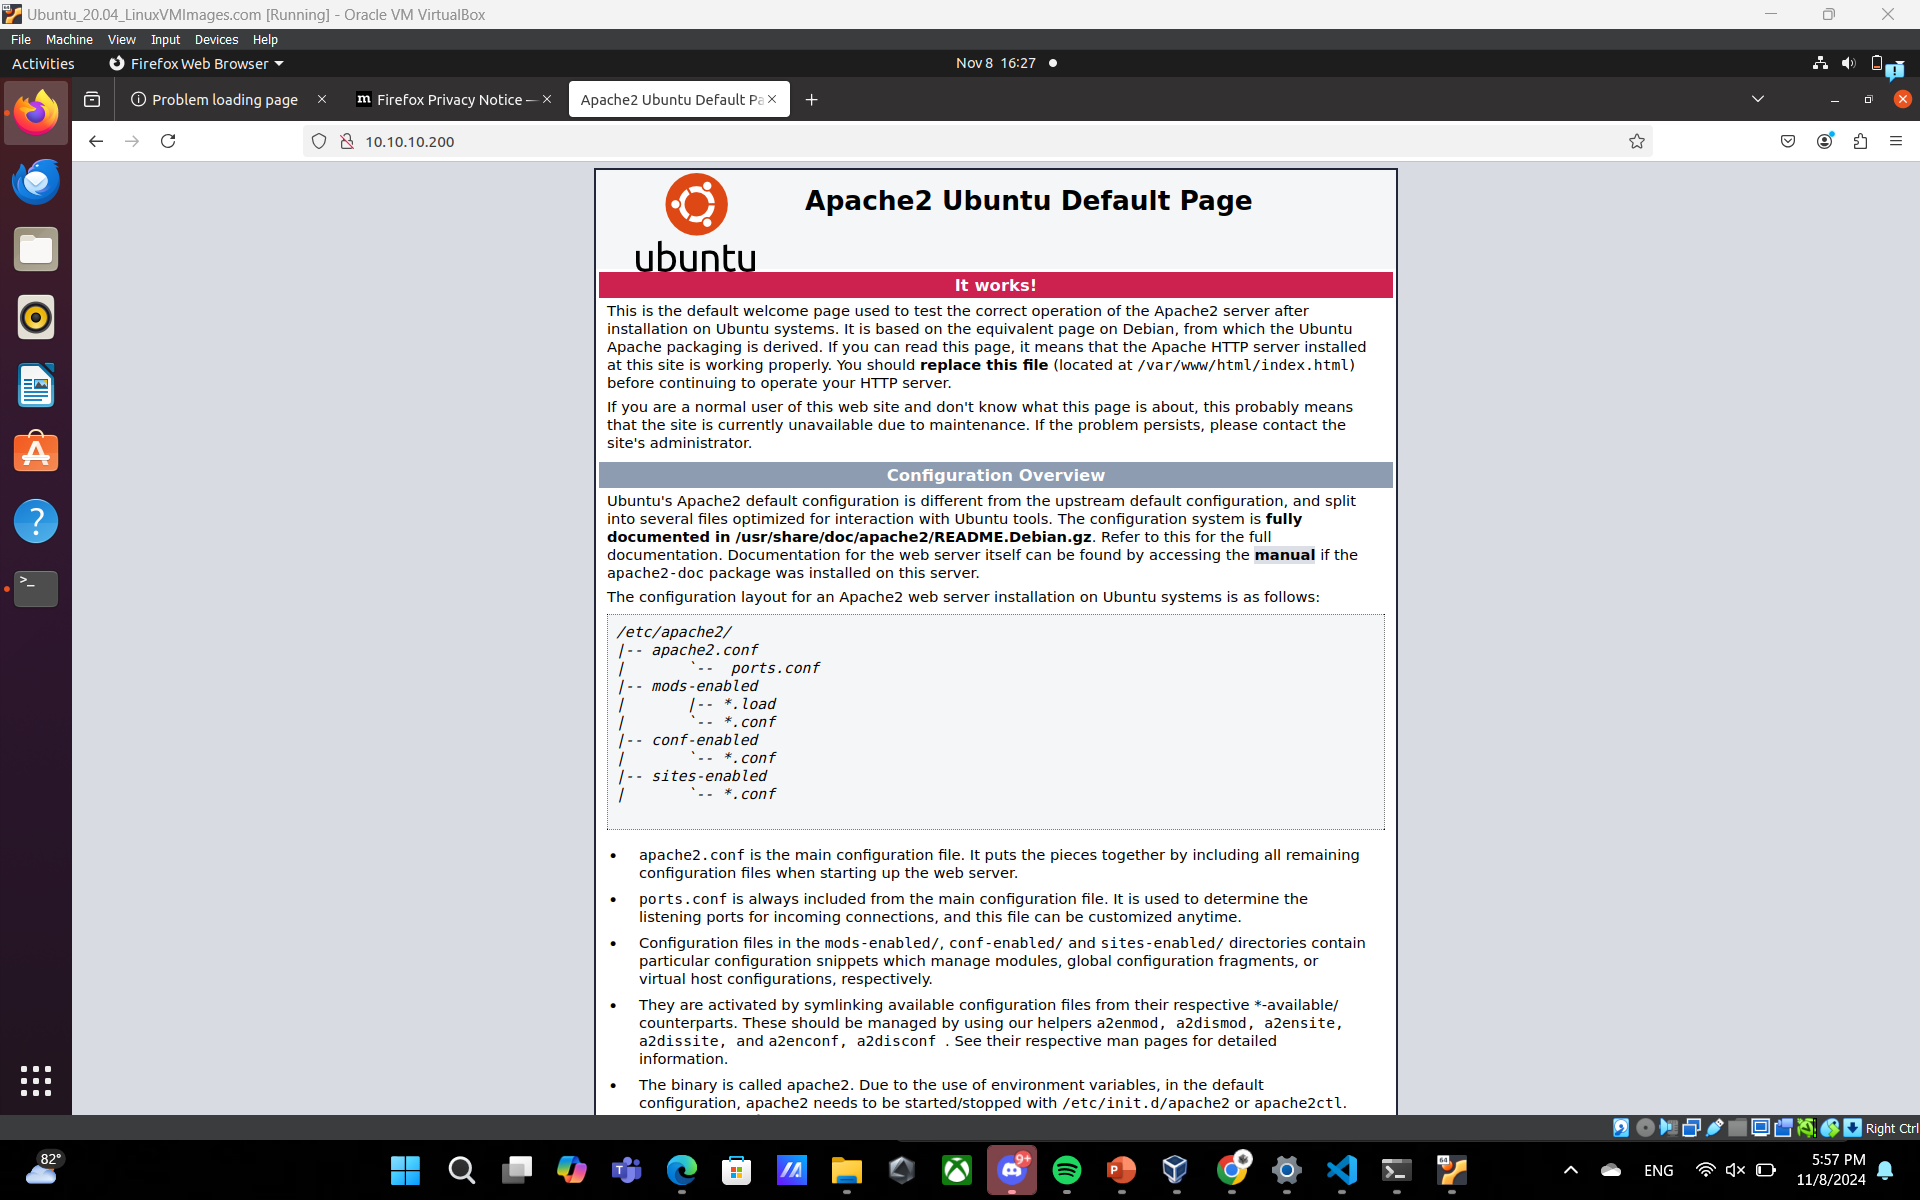 Ubuntu_20.04_LinuxVMImages.com [Running] - Oracle VM VirtualBox
File Machine View Input Devices Help
Activities Firefox Web Browser Nov 8 16:27
Problem loading page
Firefox Privacy Notice —
Apache2 Ubuntu Default Pa
10.10.10.200
ubuntu
Apache2 Ubuntu Default Page
It works!
This is the default welcome page used to test the correct operation of the Apache2 server after
installation on Ubuntu systems. It is based on the equivalent page on Debian, from which the Ubuntu
Apache packaging is derived. If you can read this page, it means that the Apache HTTP server installed
at this site is working properly. You should replace this file (located at /var/www/html/index.html)
before continuing to operate your HTTP server.
If you are a normal user of this web site and don't know what this page is about, this probably means
that the site is currently unavailable due to maintenance. If the problem persists, please contact the
site's administrator.
Configuration Overview
Ubuntu's Apache2 default configuration is different from the upstream default configuration, and split
into several files optimized for interaction with Ubuntu tools. The configuration system is fully
documented in /usr/share/doc/apache2/README.Debian.gz. Refer to this for the full
documentation. Documentation for the web server itself can be found by accessing the manual if the
apache2-doc package was installed on this server.
The configuration layout for an Apache2 web server installation on Ubuntu systems is as follows:
/etc/apache2/
|-- apache2.conf
|       `--  ports.conf
|-- mods-enabled
|       |-- *.load
|       `-- *.conf
|-- conf-enabled
|       `-- *.conf
|-- sites-enabled
|       `-- *.conf
• apache2.conf is the main configuration file. It puts the pieces together by including all remaining
configuration files when starting up the web server.
• ports.conf is always included from the main configuration file. It is used to determine the
listening ports for incoming connections, and this file can be customized anytime.
• Configuration files in the mods-enabled/, conf-enabled/ and sites-enabled/ directories contain
particular configuration snippets which manage modules, global configuration fragments, or
virtual host configurations, respectively.
• They are activated by symlinking available configuration files from their respective *-available/
counterparts. These should be managed by using our helpers a2enmod, a2dismod, a2ensite,
a2dissite, and a2enconf, a2disconf . See their respective man pages for detailed
information.
• The binary is called apache2. Due to the use of environment variables, in the default
configuration, apache2 needs to be started/stopped with /etc/init.d/apache2 or apache2ctl.
Right Ctrl
82°
9+
ENG
5:57 PM
11/8/2024